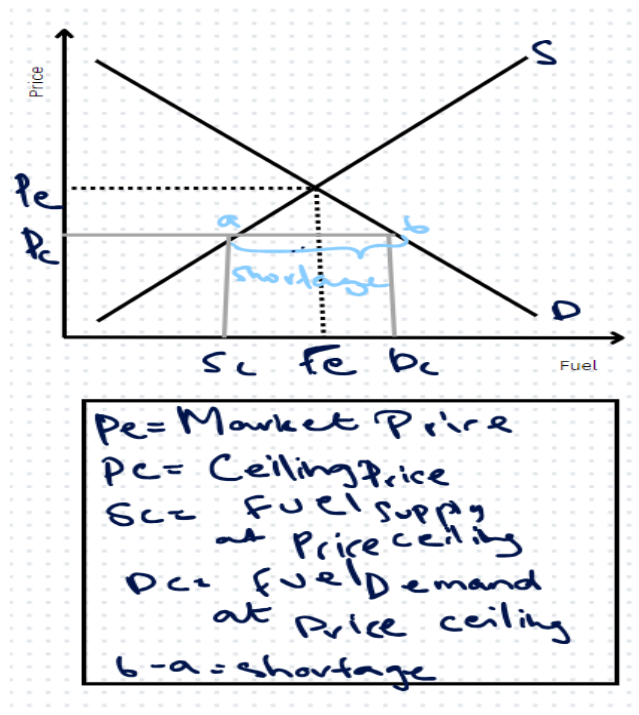 S
Price
Pe
a
b
Pc
shortage
D
Sc Fe Dc
Fuel
Pe = Market Price
Pc = Ceiling Price
Sc = Fuel Supply
at Price ceiling
Dc = Fuel Demand
at Price ceiling
b - a = shortage